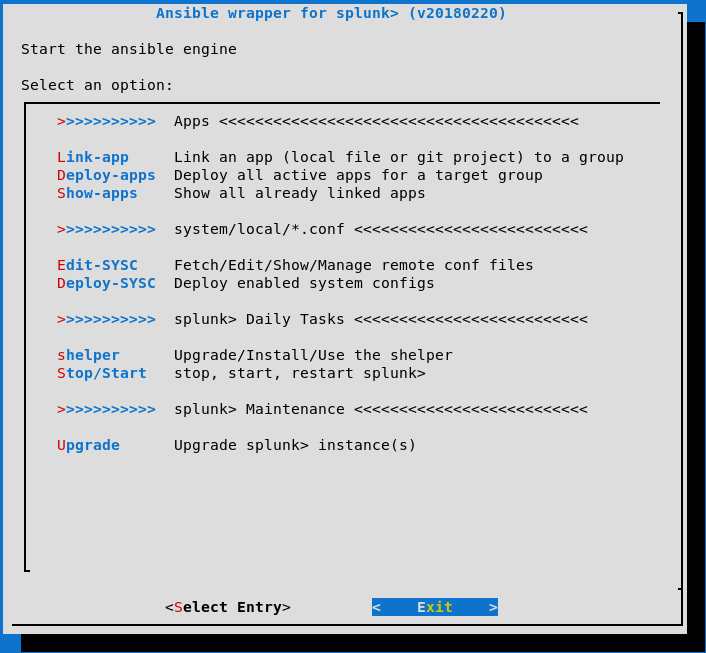 Ansible wrapper for splunk> (v20180220)
Start the ansible engine
Select an option:
>>>>>>>>>>> Apps <<<<<<<<<<<<<<<<<<<<<<<<<<<<<<<<<<<<<<<<
Link-app Link an app (local file or git project) to a group
Deploy-apps Deploy all active apps for a target group
Show-apps Show all already linked apps
>>>>>>>>>>> system/local/*.conf <<<<<<<<<<<<<<<<<<<<<<<<<<
Edit-SYSC Fetch/Edit/Show/Manage remote conf files
Deploy-SYSC Deploy enabled system configs
>>>>>>>>>>> splunk> Daily Tasks <<<<<<<<<<<<<<<<<<<<<<<<<<
shelper Upgrade/Install/Use the shelper
Stop/Start stop, start, restart splunk>
>>>>>>>>>>> splunk> Maintenance <<<<<<<<<<<<<<<<<<<<<<<<<<
Upgrade Upgrade splunk> instance(s)
<Select Entry> < Exit >